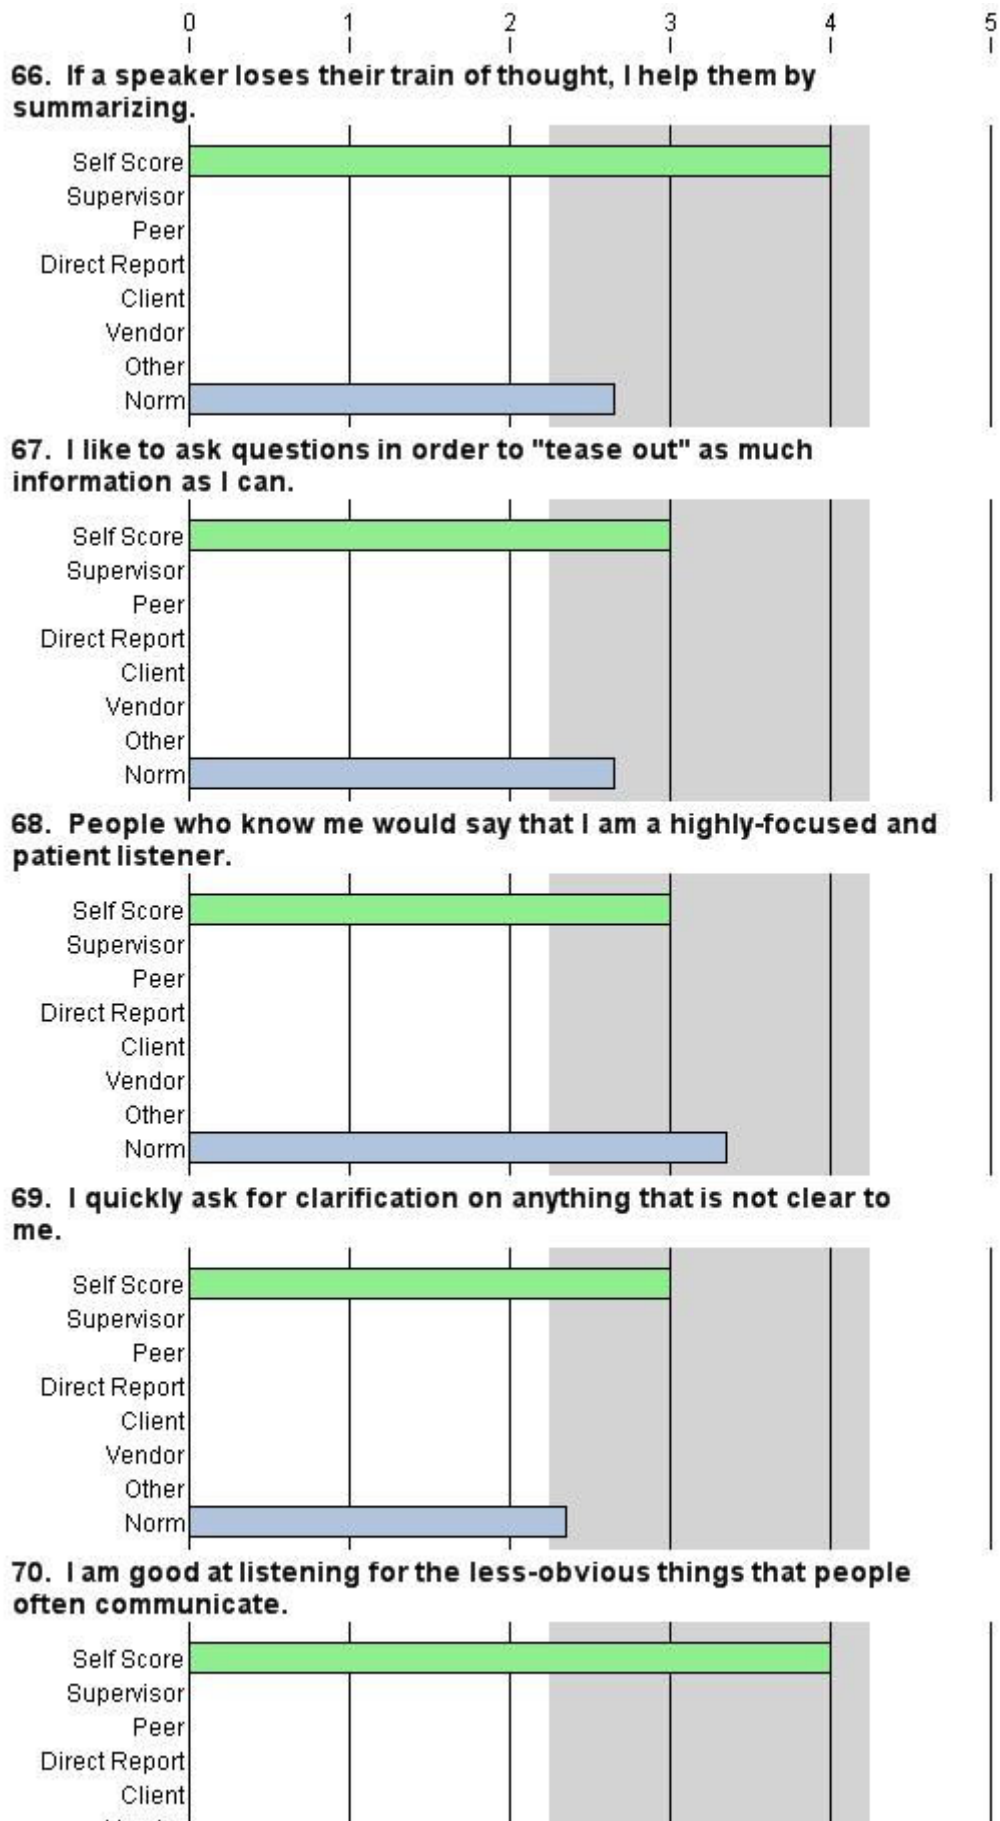 0 1 2 3 4 5
66. If a speaker loses their train of thought, I help them by
summarizing.
Self Score
Supervisor
Peer
Direct Report
Client
Vendor
Other
Norm
67. I like to ask questions in order to "tease out" as much
information as I can.
Self Score
Supervisor
Peer
Direct Report
Client
Vendor
Other
Norm
68. People who know me would say that I am a highly-focused and
patient listener.
Self Score
Supervisor
Peer
Direct Report
Client
Vendor
Other
Norm
69. I quickly ask for clarification on anything that is not clear to
me.
Self Score
Supervisor
Peer
Direct Report
Client
Vendor
Other
Norm
70. I am good at listening for the less-obvious things that people
often communicate.
Self Score
Supervisor
Peer
Direct Report
Client